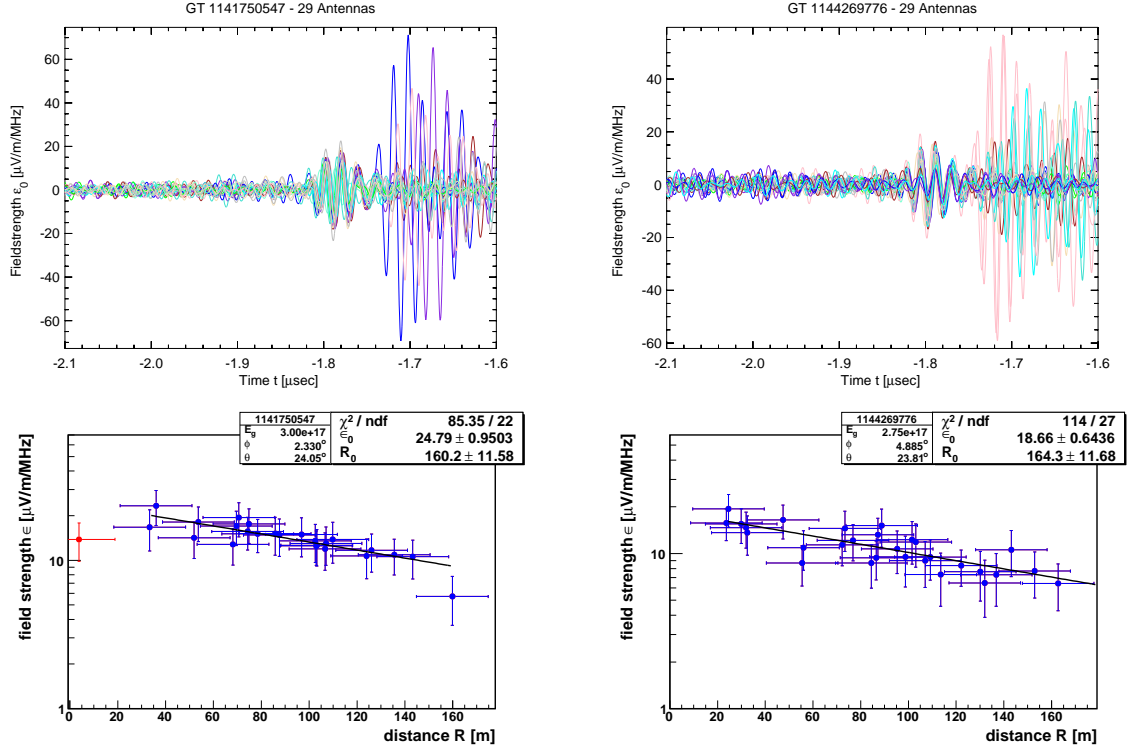 GT 1141750547 - 29 Antennas
Fieldstrength ε₀ [µV/m/MHz]
60
40
20
0
-20
-40
-60
-2.1 -2.0 -1.9 -1.8 -1.7 -1.6
Time t [µsec]
GT 1144269776 - 29 Antennas
Fieldstrength ε₀ [µV/m/MHz]
40
20
0
-20
-40
-60
-2.1 -2.0 -1.9 -1.8 -1.7 -1.6
Time t [µsec]
1141750547
E_g 3.00e+17
ϕ 2.330°
θ 24.05°
χ² / ndf 85.35 / 22
ε̃₀ 24.79 ± 0.9503
R₀ 160.2 ± 11.58
field strength ∈ [µV/m/MHz]
10
1
0 20 40 60 80 100 120 140 160
distance R [m]
1144269776
E_g 2.75e+17
ϕ 4.885°
θ 23.81°
χ² / ndf 114 / 27
ε̃₀ 18.66 ± 0.6436
R₀ 164.3 ± 11.68
field strength ∈ [µV/m/MHz]
10
1
0 20 40 60 80 100 120 140 160
distance R [m]